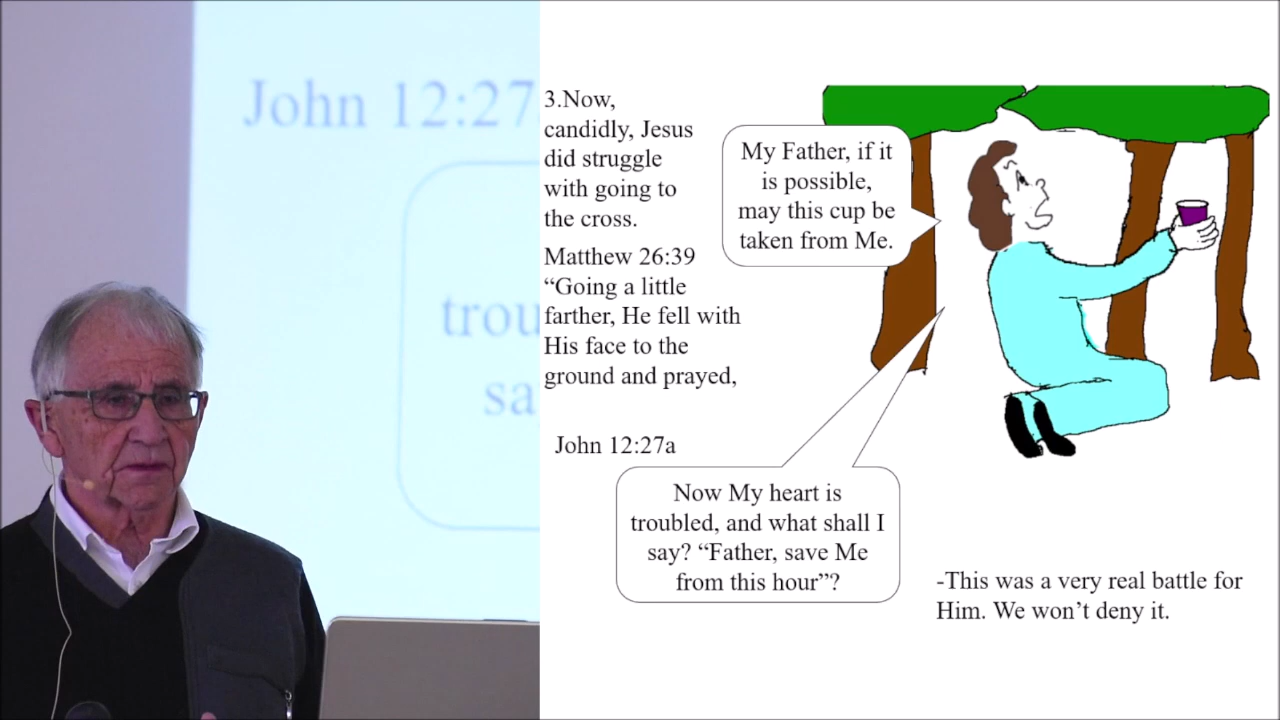 John 12:27
trou
sa
3.Now,
candidly, Jesus
did struggle
with going to
the cross.
Matthew 26:39
“Going a little
farther, He fell with
His face to the
ground and prayed,
My Father, if it
is possible,
may this cup be
taken from Me.
John 12:27a
Now My heart is
troubled, and what shall I
say? “Father, save Me
from this hour”?
-This was a very real battle for
Him. We won’t deny it.